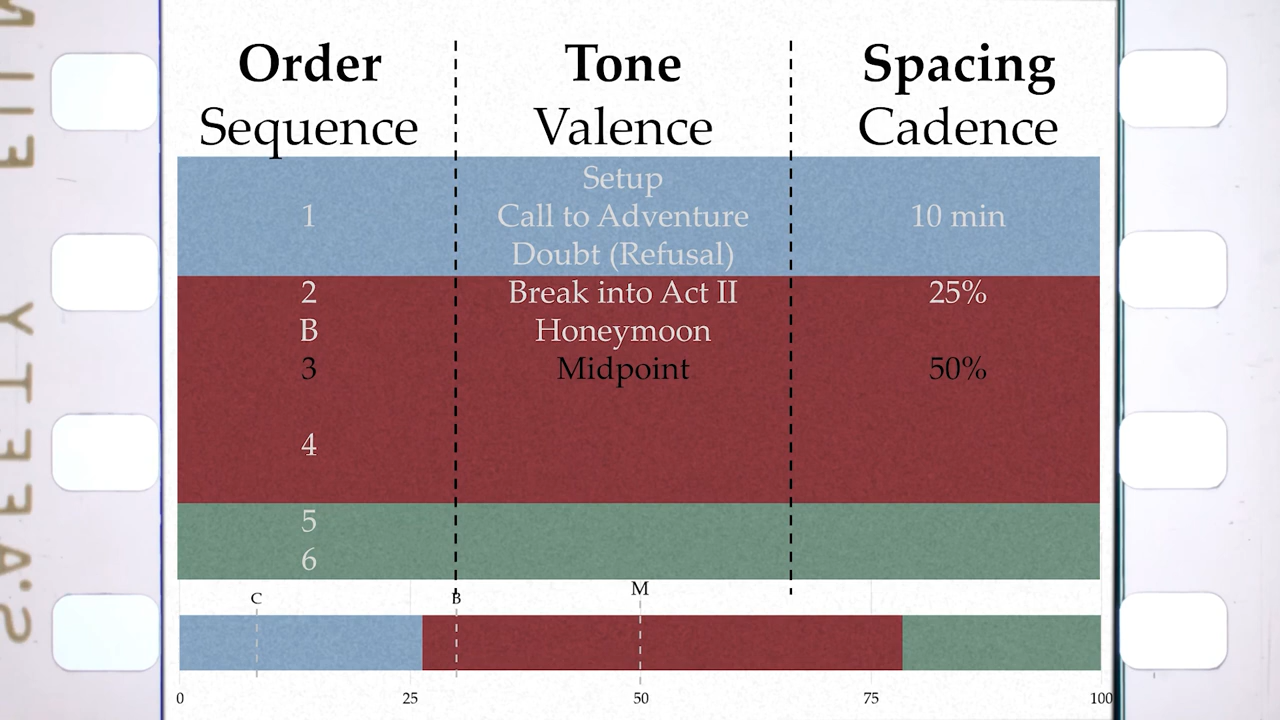 Order Tone Spacing
Sequence Valence Cadence
Setup
1 Call to Adventure 10 min
Doubt (Refusal)
2 Break into Act II 25%
B Honeymoon
3 Midpoint 50%
4
5
6
C B M
0 25 50 75 100